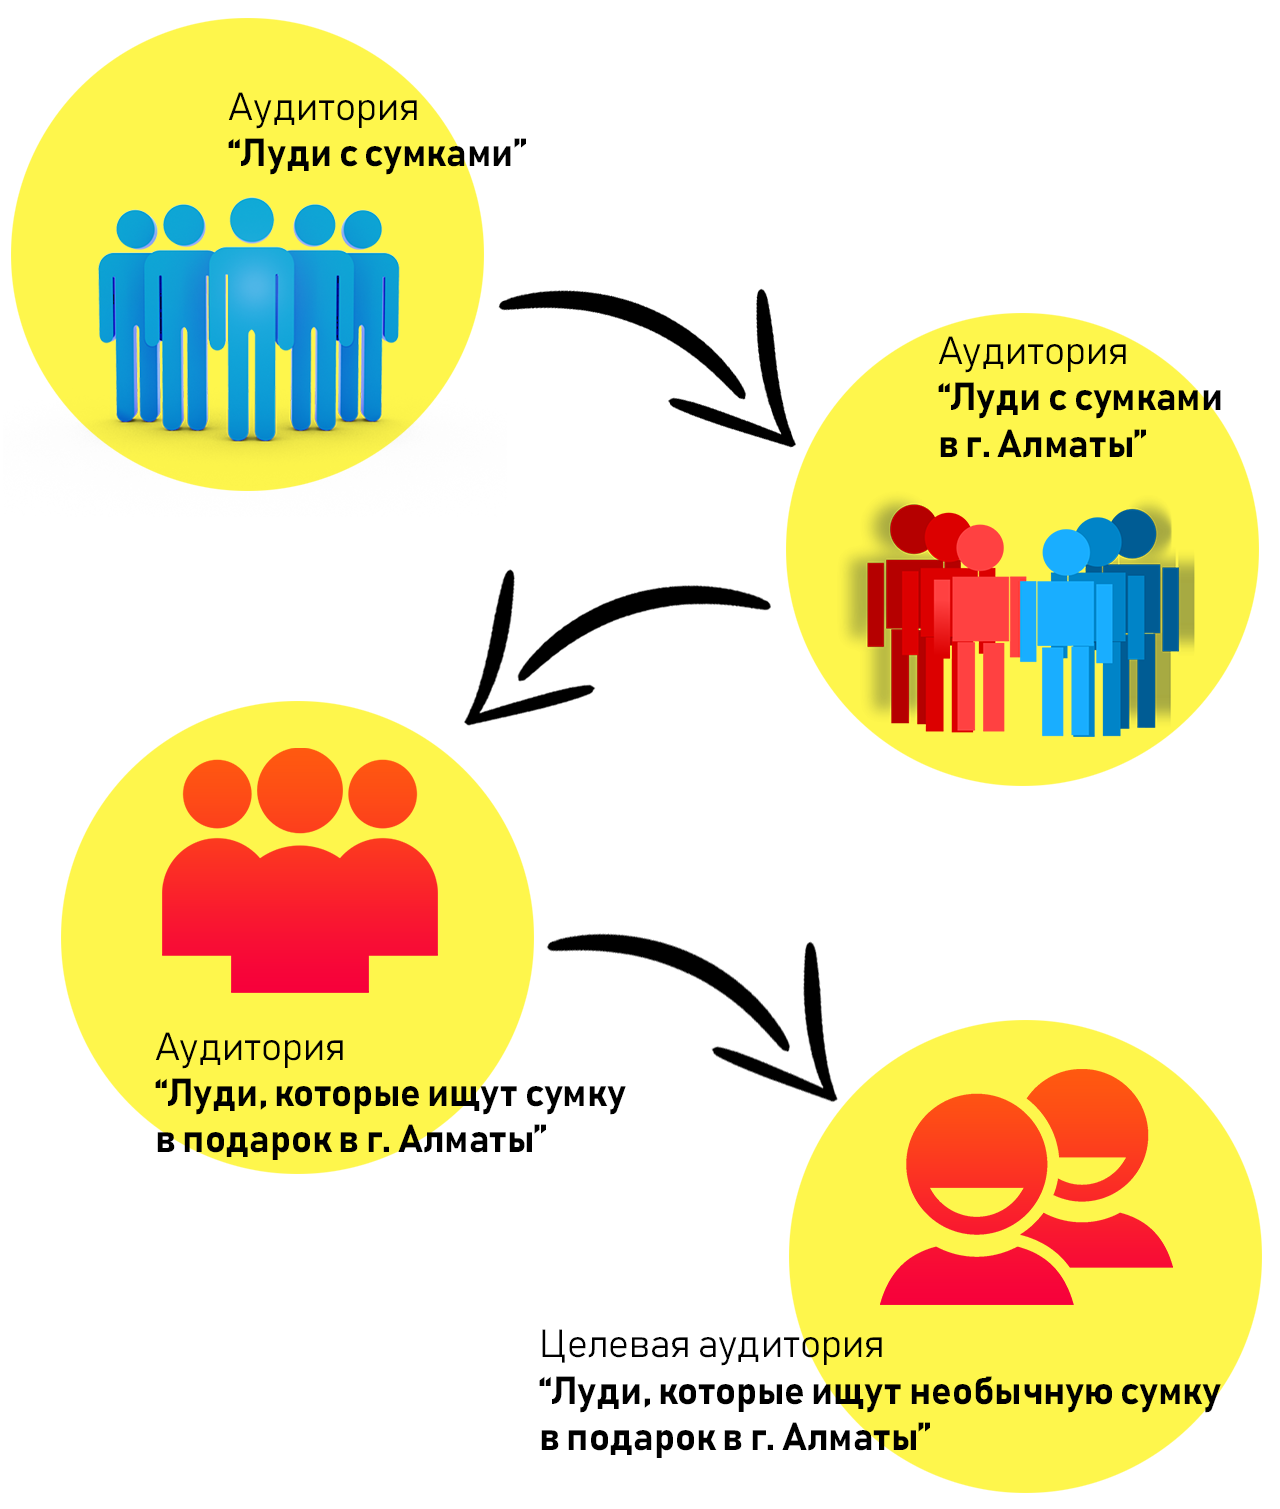 Аудитория
“Луди с сумками”
Аудитория
“Луди с сумками
в г. Алматы”
Аудитория
“Луди, которые ищут сумку
в подарок в г. Алматы”
Целевая аудитория
“Луди, которые ищут необычную сумку
в подарок в г. Алматы”